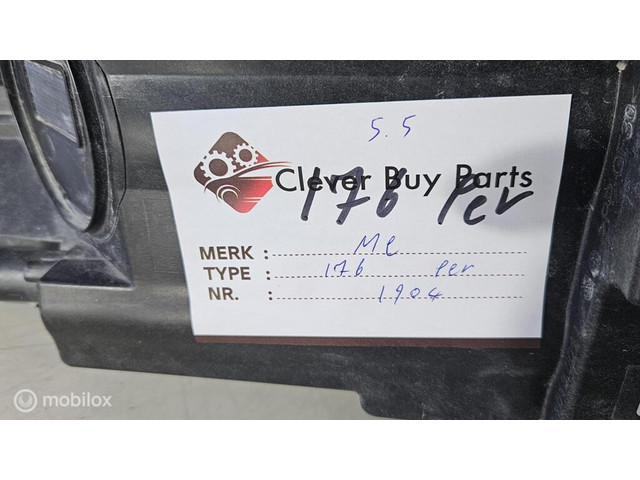 5.5
Clever Buy Parts
176 Per
MERK : Me
TYPE : 176 Per
NR. : 1904
mobilox